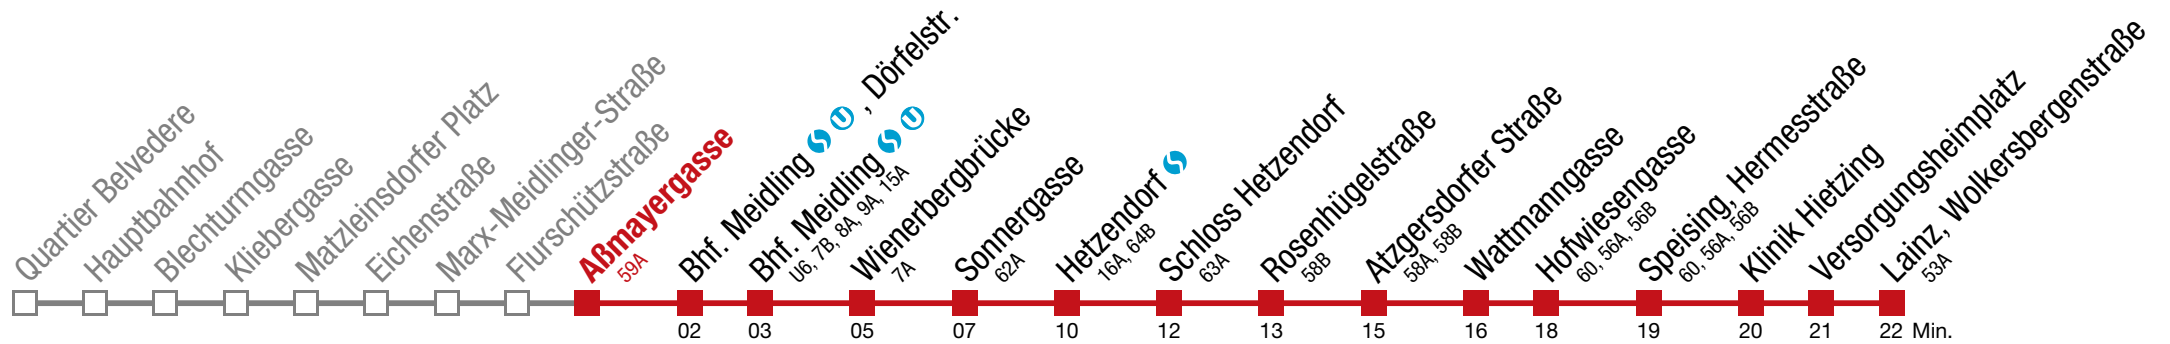 Quartier Belvedere
Hauptbahnhof
Blechturmgasse
Kliebergasse
Matzleinsdorfer Platz
Eichenstraße
Marx-Meidlinger-Straße
Flurschützstraße
Aßmayergasse
59A
Bhf. Meidling S U , Dörfelstr.
Bhf. Meidling S U
U6, 7B, 8A, 9A, 15A
Wienerbergbrücke
7A
Sonnergasse
62A
Hetzendorf S
16A, 64B
Schloss Hetzendorf
63A
Rosenhügelstraße
58B
Atzgersdorfer Straße
58A, 58B
Wattmanngasse
Hofwiesengasse
60, 56A, 56B
Speising, Hermesstraße
60, 56A, 56B
Klinik Hietzing
Versorgungsheimplatz
Lainz, Wolkersbergenstraße
53A
02 03 05 07 10 12 13 15 16 18 19 20 21 22 Min.